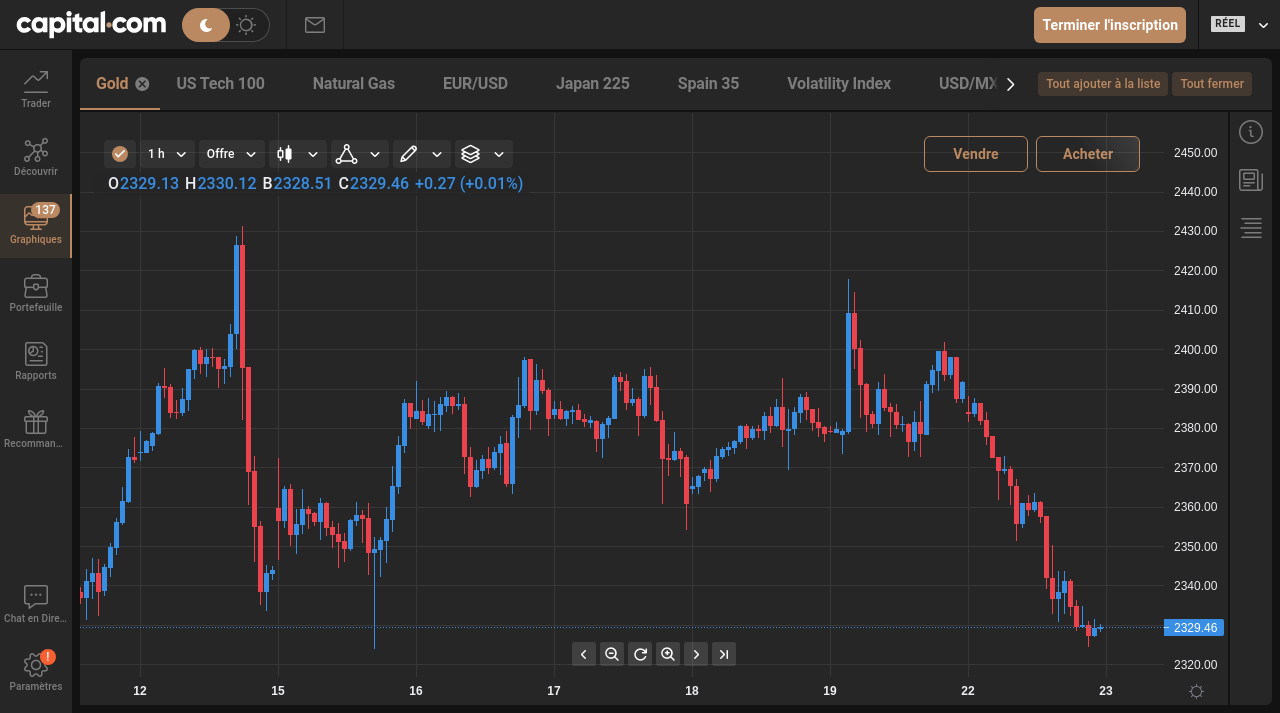 capital.com
Terminer l'inscription
RÉEL
Trader
Découvrir
137
Graphiques
Portefeuille
Rapports
Recomman...
Chat en Dire...
!
Paramètres
Gold US Tech 100 Natural Gas EUR/USD Japan 225 Spain 35 Volatility Index USD/MX
Tout ajouter à la liste Tout fermer
1 h Offre
Vendre Acheter
O2329.13 H2330.12 B2328.51 C2329.46 +0.27 (+0.01%)
2450.00
2440.00
2430.00
2420.00
2410.00
2400.00
2390.00
2380.00
2370.00
2360.00
2350.00
2340.00
2329.46
2320.00
12 15 16 17 18 19 22 23